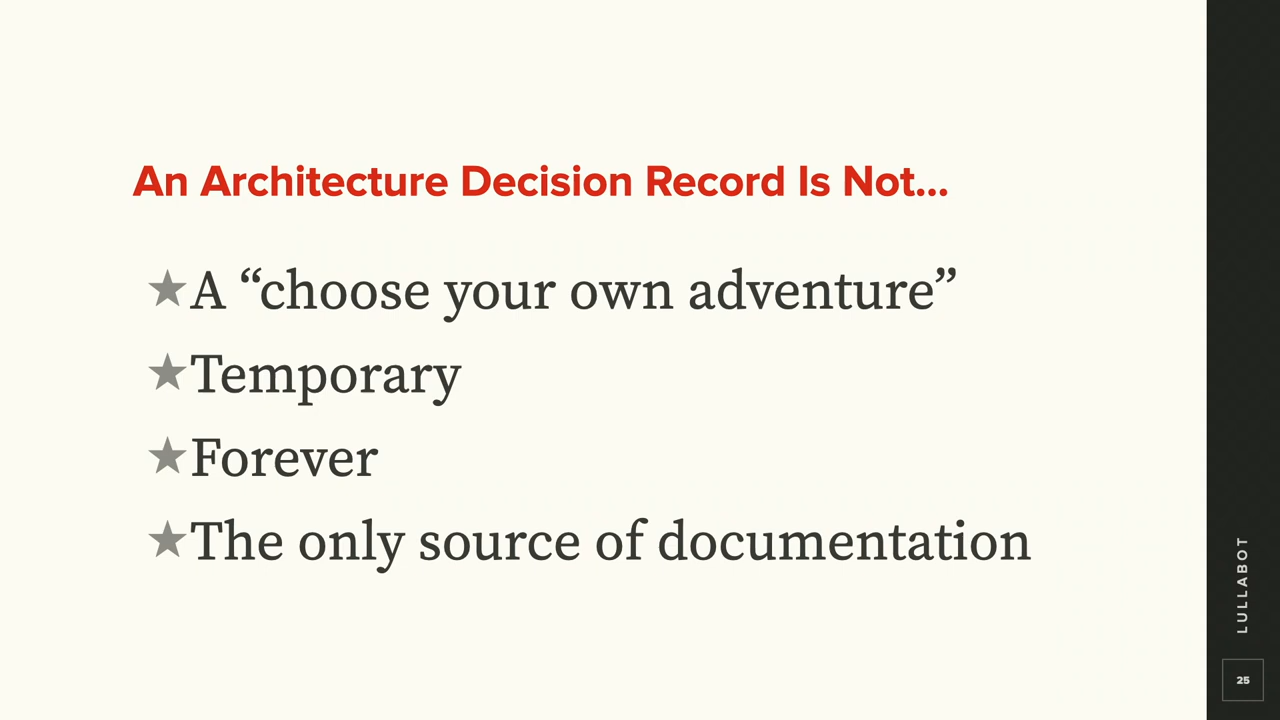 An Architecture Decision Record Is Not...
★A “choose your own adventure”
★Temporary
★Forever
★The only source of documentation
LULLABOT
25